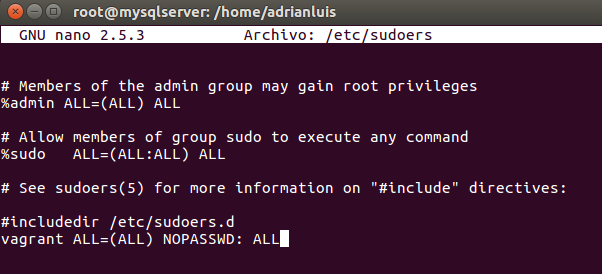 root@mysqlserver: /home/adrianluis
GNU nano 2.5.3 Archivo: /etc/sudoers
# Members of the admin group may gain root privileges
%admin ALL=(ALL) ALL
# Allow members of group sudo to execute any command
%sudo   ALL=(ALL:ALL) ALL
# See sudoers(5) for more information on "#include" directives:
#includedir /etc/sudoers.d
vagrant ALL=(ALL) NOPASSWD: ALL